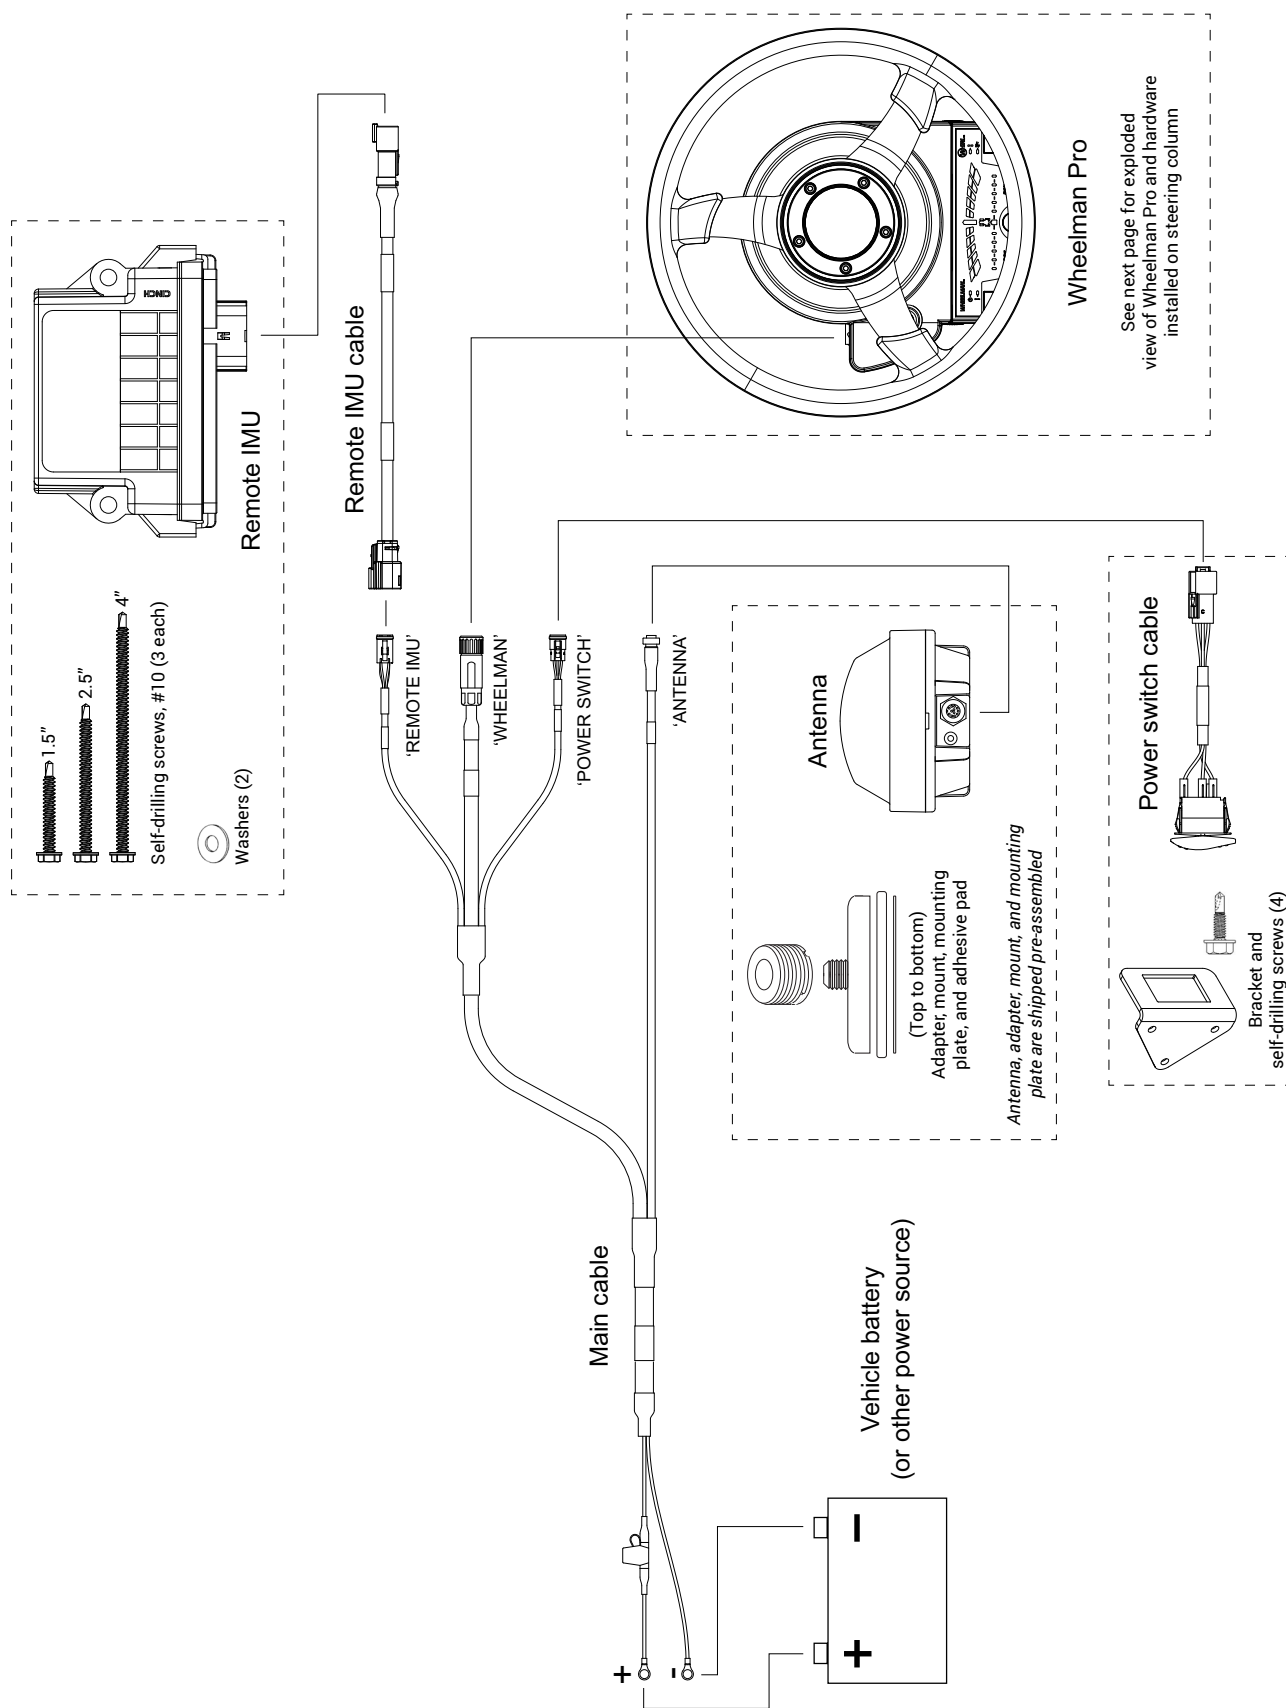 1.5”
2.5”
4”
Self-drilling screws, #10 (3 each)
Washers (2)
CINCH
Remote IMU
Remote IMU cable
‘REMOTE IMU’
‘WHEELMAN’
‘POWER SWITCH’
‘ANTENNA’
Main cable
+
-
Vehicle battery
(or other power source)
+
−
Antenna
(Top to bottom)
Adapter, mount, mounting
plate, and adhesive pad
Antenna, adapter, mount, and mounting
plate are shipped pre-assembled
Wheelman Pro
See next page for exploded
view of Wheelman Pro and hardware
installed on steering column
Power switch cable
Bracket and
self-drilling screws (4)